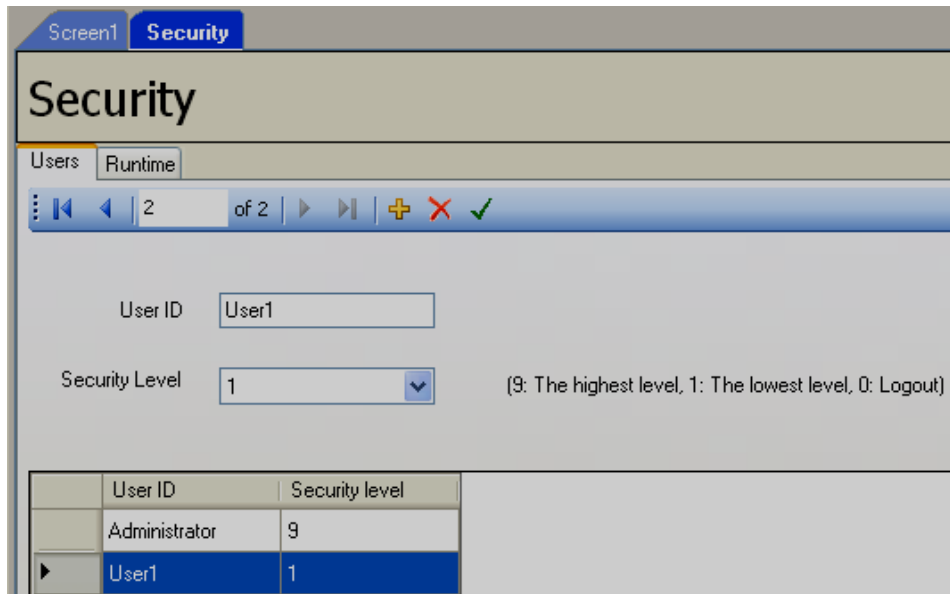 Screen1 Security
Security
Users Runtime
2 of 2
User ID User1
Security Level 1 (9: The highest level, 1: The lowest level, 0: Logout)
User ID Security level
Administrator 9
User1 1